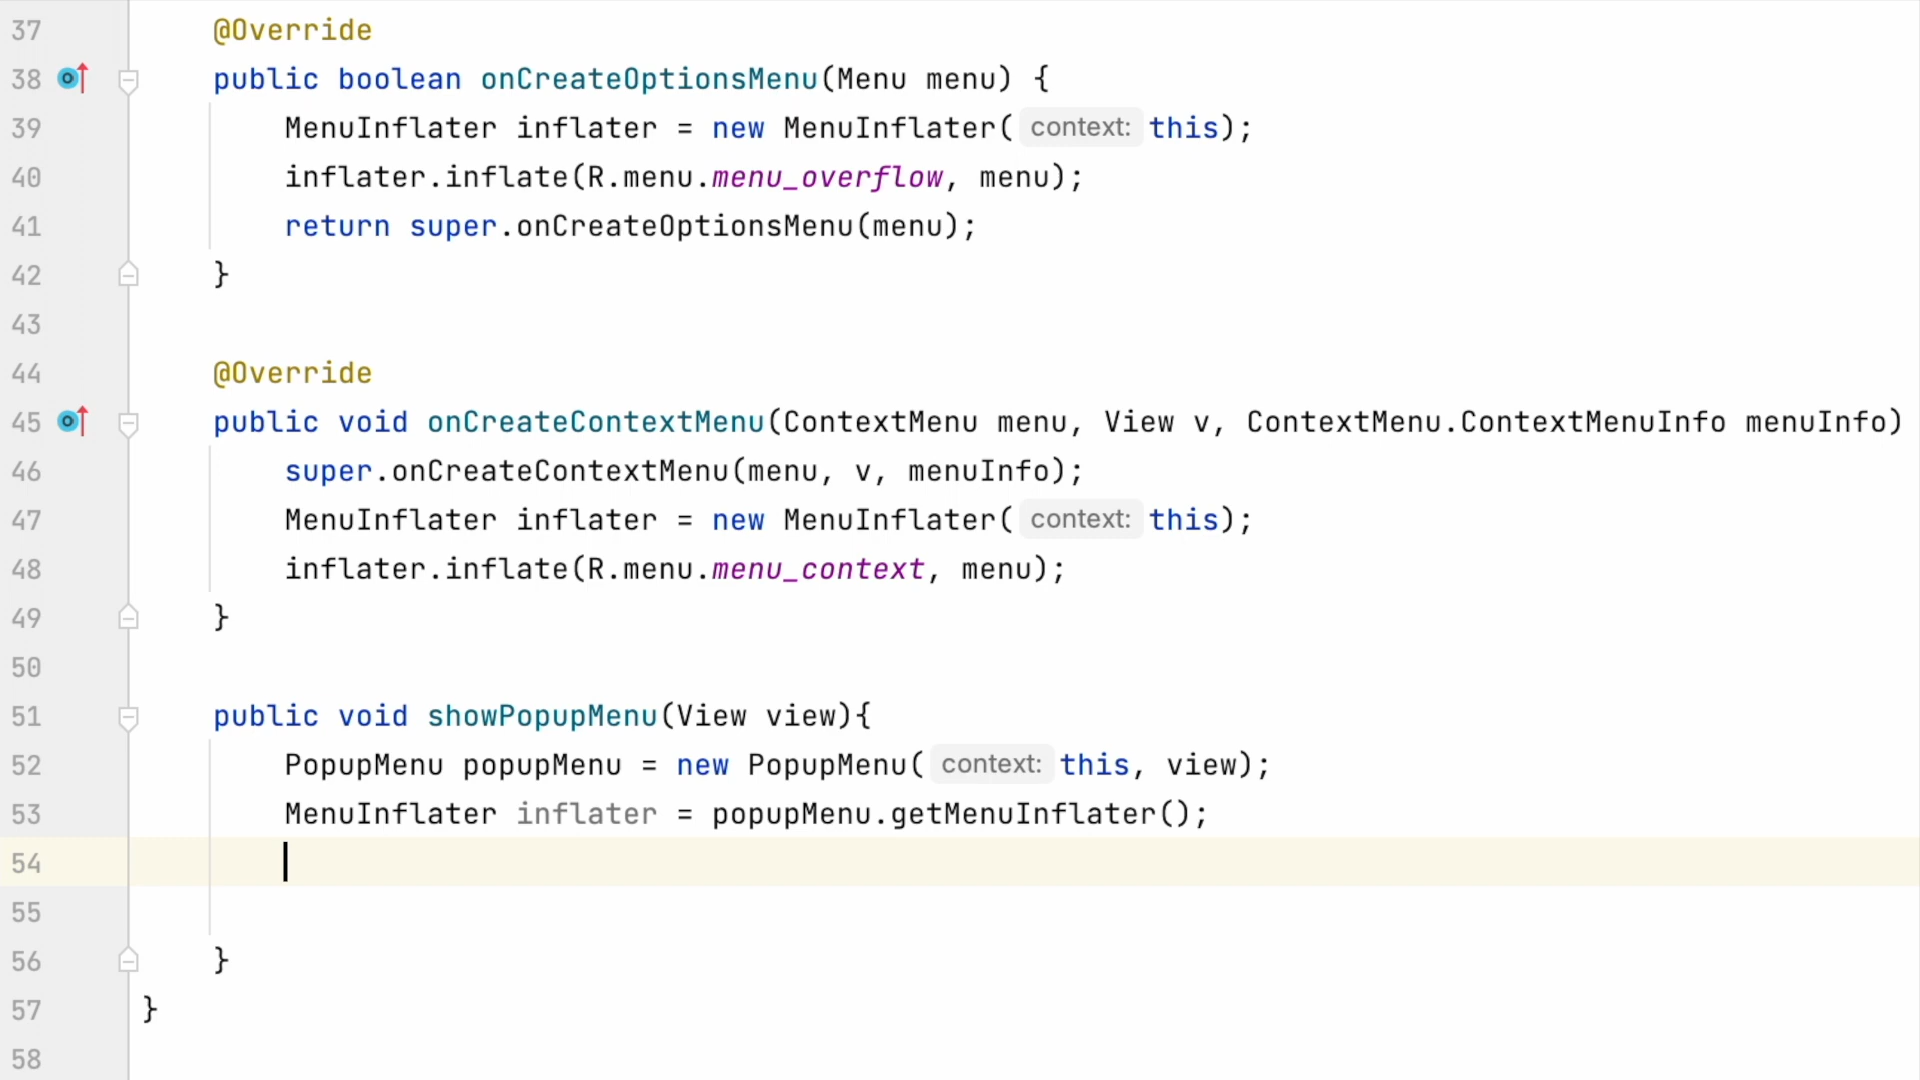 37 @Override
38 public boolean onCreateOptionsMenu(Menu menu) {
39 MenuInflater inflater = new MenuInflater( context: this);
40 inflater.inflate(R.menu.menu_overflow, menu);
41 return super.onCreateOptionsMenu(menu);
42 }
43
44 @Override
45 public void onCreateContextMenu(ContextMenu menu, View v, ContextMenu.ContextMenuInfo menuInfo)
46 super.onCreateContextMenu(menu, v, menuInfo);
47 MenuInflater inflater = new MenuInflater( context: this);
48 inflater.inflate(R.menu.menu_context, menu);
49 }
50
51 public void showPopupMenu(View view){
52 PopupMenu popupMenu = new PopupMenu( context: this, view);
53 MenuInflater inflater = popupMenu.getMenuInflater();
54
55
56 }
57 }
58